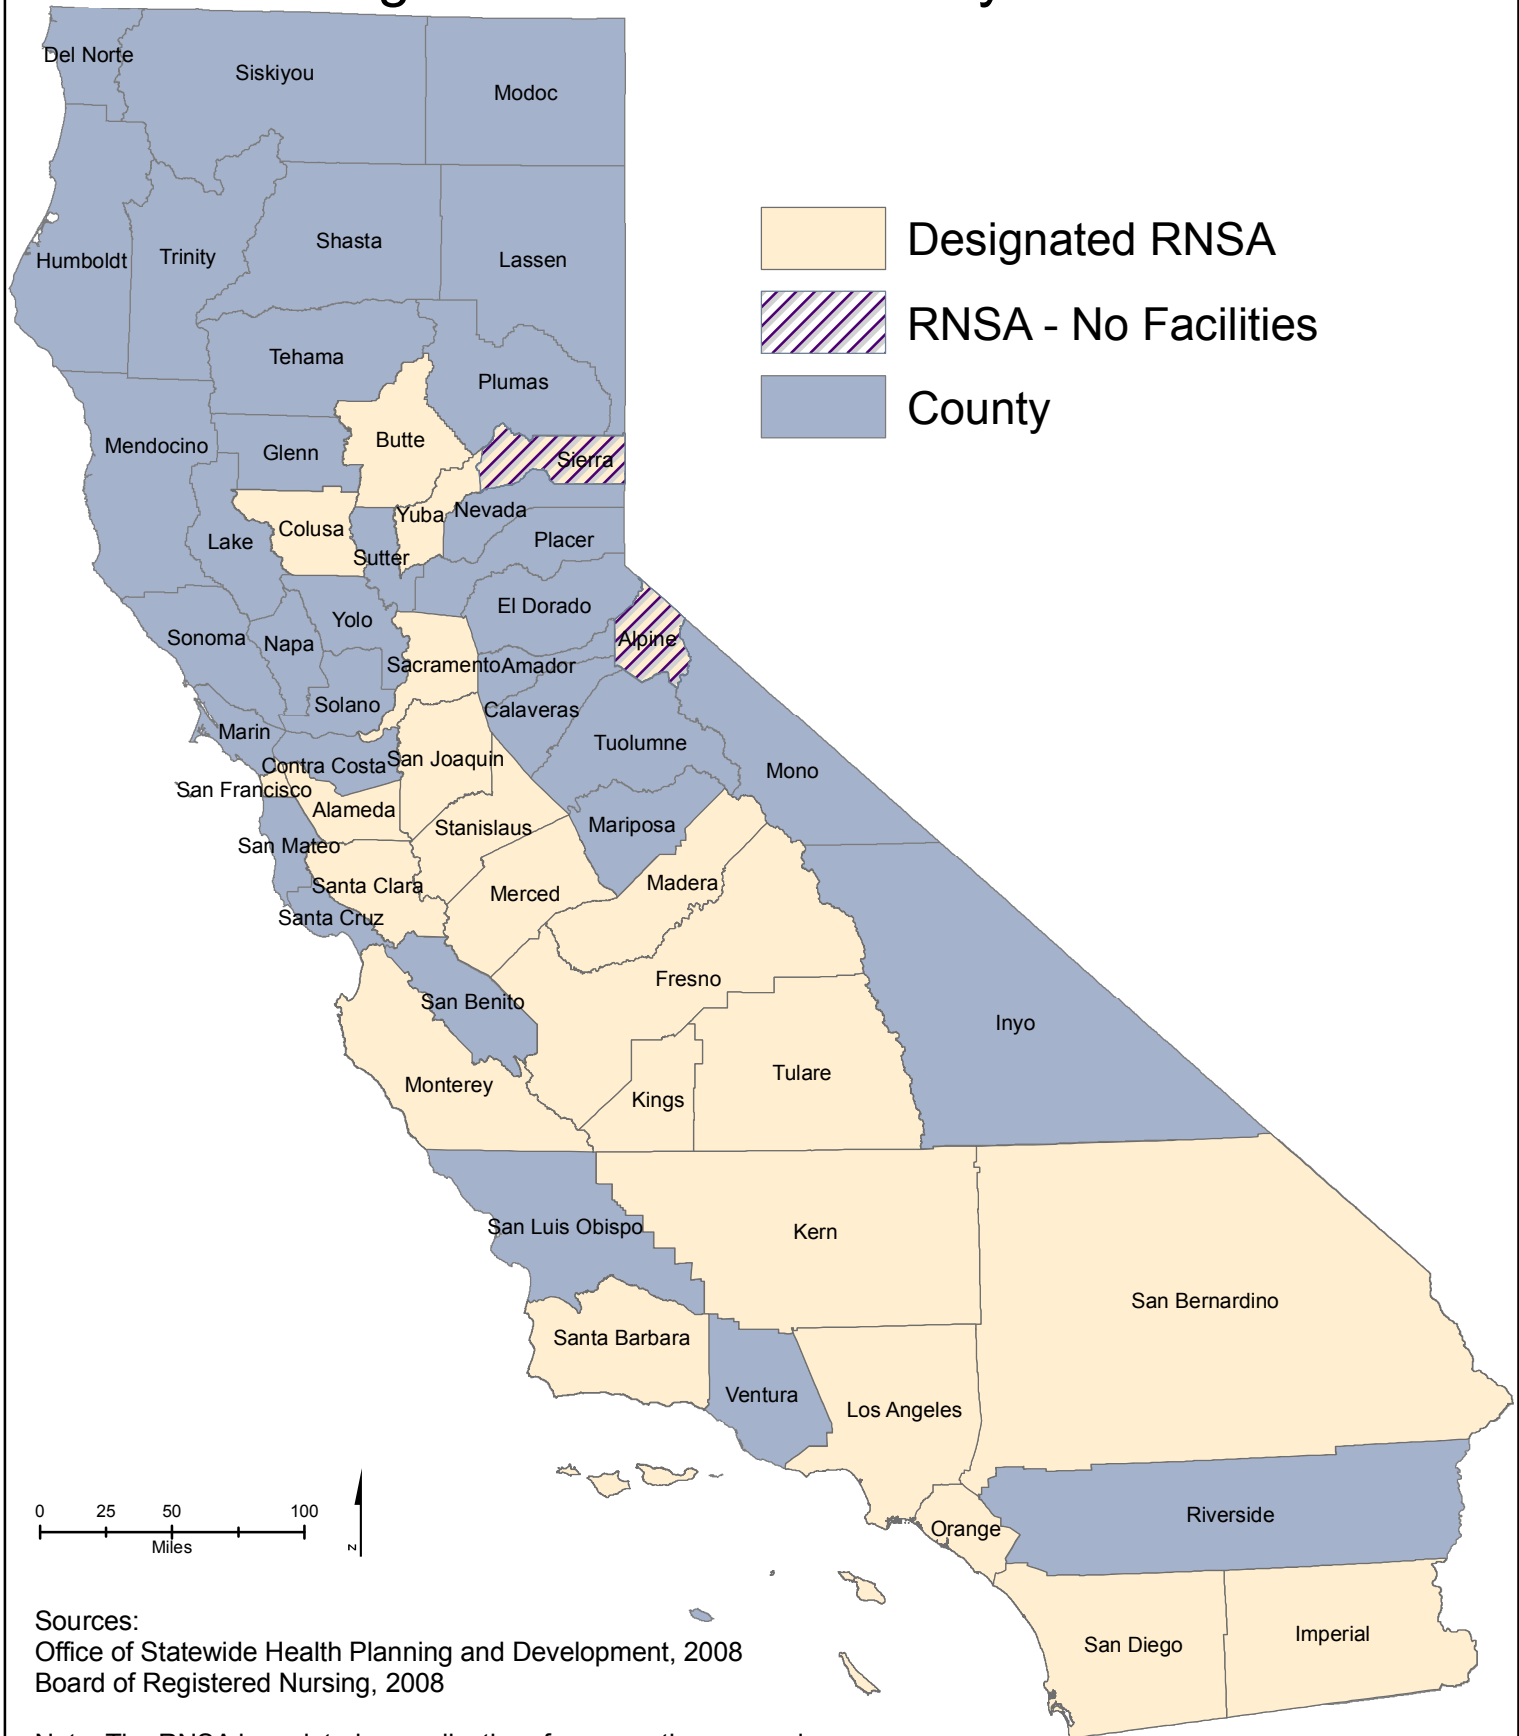 Del Norte
Siskiyou
Modoc
Humboldt
Trinity
Shasta
Lassen
Designated RNSA
RNSA - No Facilities
County
Tehama
Plumas
Mendocino
Glenn
Butte
Sierra
Lake
Colusa
Yuba
Nevada
Sutter
Placer
Sonoma
Napa
Yolo
El Dorado
Sacramento
Amador
Alpine
Solano
Calaveras
Marin
Contra Costa
San Joaquin
Tuolumne
Mono
San Francisco
Alameda
Stanislaus
Mariposa
San Mateo
Santa Clara
Merced
Madera
Santa Cruz
Fresno
San Benito
Inyo
Monterey
Kings
Tulare
San Luis Obispo
Kern
San Bernardino
Santa Barbara
Ventura
Los Angeles
Orange
Riverside
San Diego
Imperial
0 25 50 100
Miles
N
Sources:
Office of Statewide Health Planning and Development, 2008
Board of Registered Nursing, 2008